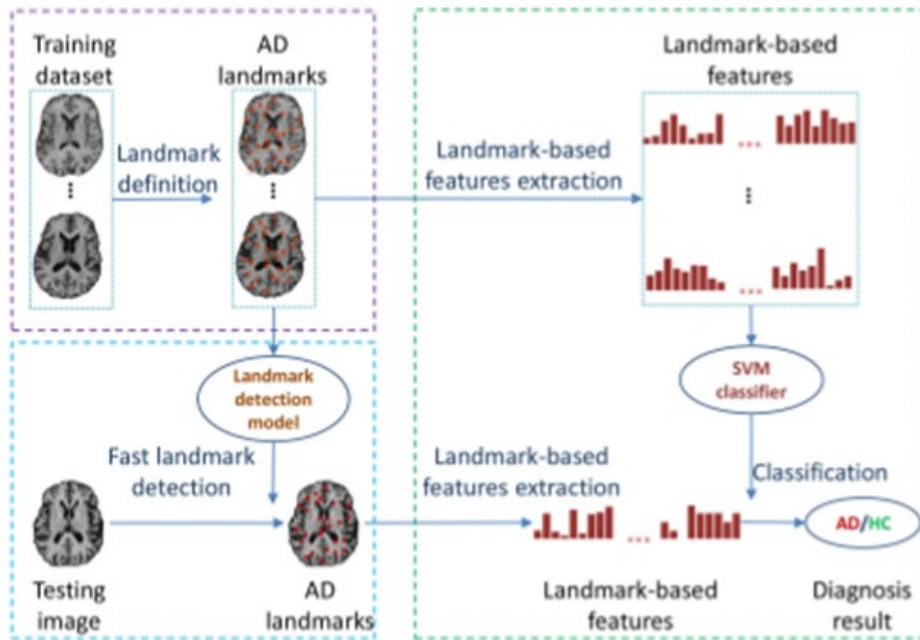 Training
dataset
AD
landmarks
Landmark
definition
Landmark-based
features extraction
Landmark-based
features
...
...
Landmark
detection
model
SVM
classifier
Fast landmark
detection
Landmark-based
features extraction
Classification
...
AD/HC
Testing
image
AD
landmarks
Landmark-based
features
Diagnosis
result